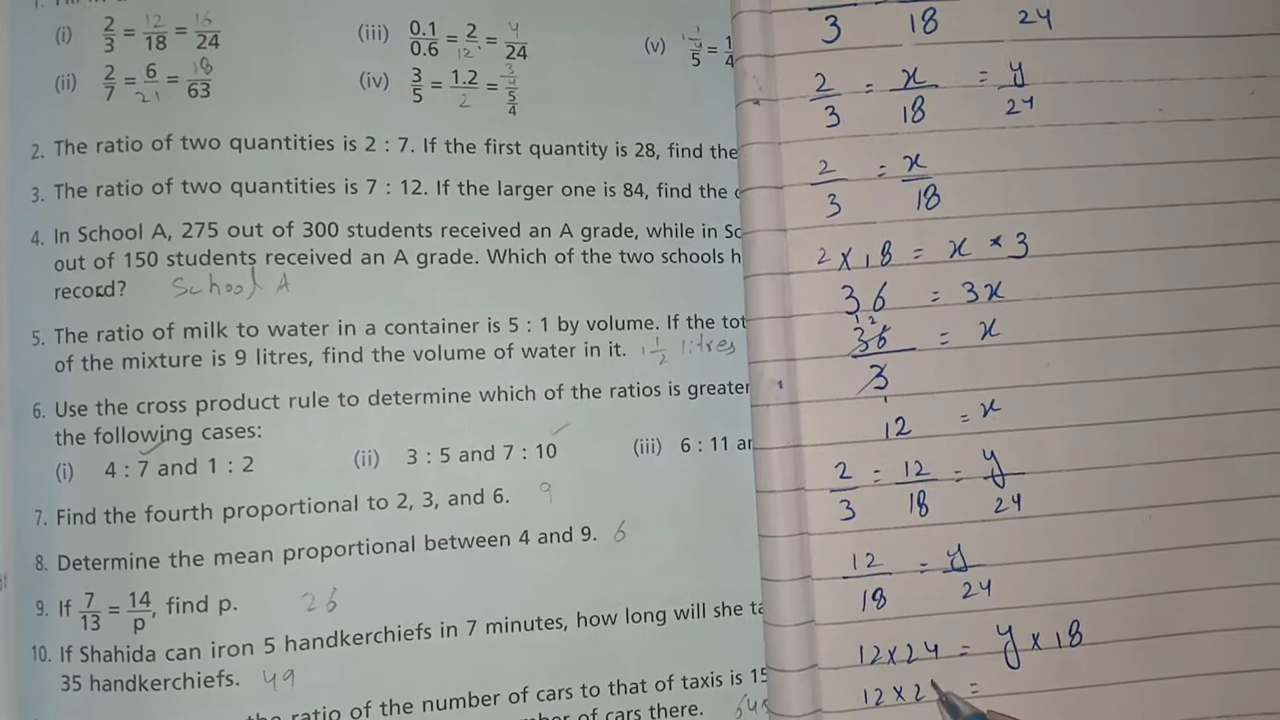 (i) 2/3 = 12/18 = 16/24
(iii) 0.1/0.6 = 2/12 = 4/24
(v)
(ii) 2/7 = 6/21 = 18/63
(iv) 3/5 = 1.2/2 = 3/4/5/4
2. The ratio of two quantities is 2 : 7. If the first quantity is 28, find the
3. The ratio of two quantities is 7 : 12. If the larger one is 84, find the
4. In School A, 275 out of 300 students received an A grade, while in Sc
out of 150 students received an A grade. Which of the two schools h
record? School A
5. The ratio of milk to water in a container is 5 : 1 by volume. If the tot
of the mixture is 9 litres, find the volume of water in it. 1 1/2 litres
6. Use the cross product rule to determine which of the ratios is greater
the following cases:
(i) 4 : 7 and 1 : 2
(ii) 3 : 5 and 7 : 10
(iii) 6 : 11 ar
7. Find the fourth proportional to 2, 3, and 6. 9
8. Determine the mean proportional between 4 and 9. 6
9. If 7/13 = 14/p, find p. 26
10. If Shahida can iron 5 handkerchiefs in 7 minutes, how long will she ta
35 handkerchiefs. 49
the ratio of the number of cars to that of taxis is 15
of cars there.
3 18 24
2/3 = x/18 = y/24
2/3 = x/18
2 × 18 = x × 3
36 = 3x
36/3 = x
12
1
12 = x
2/3 = 12/18 = y/24
12/18 = y/24
12 × 24 = y × 18
12 × 2 =